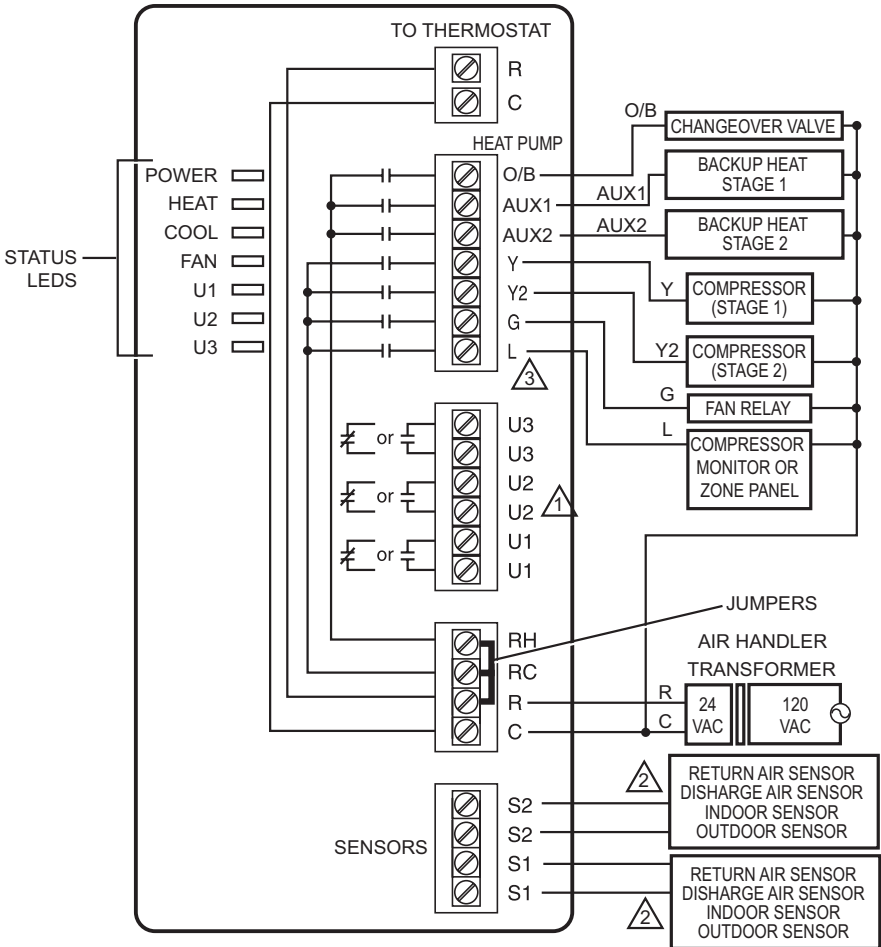 TO THERMOSTAT
R
C
HEAT PUMP
O/B
AUX1
AUX2
Y
Y2
G
L
3
O/B
CHANGEOVER VALVE
AUX1
BACKUP HEAT
STAGE 1
AUX2
BACKUP HEAT
STAGE 2
Y
COMPRESSOR
(STAGE 1)
Y2
COMPRESSOR
(STAGE 2)
G
FAN RELAY
L
COMPRESSOR
MONITOR OR
ZONE PANEL
STATUS
LEDS
POWER
HEAT
COOL
FAN
U1
U2
U3
or
or
or
U3
U3
U2
U2
U1
U1
1
JUMPERS
RH
RC
R
C
AIR HANDLER
TRANSFORMER
R
C
24
VAC
120
VAC
SENSORS
S2
S2
S1
S1
2
RETURN AIR SENSOR
DISHARGE AIR SENSOR
INDOOR SENSOR
OUTDOOR SENSOR
2
RETURN AIR SENSOR
DISHARGE AIR SENSOR
INDOOR SENSOR
OUTDOOR SENSOR